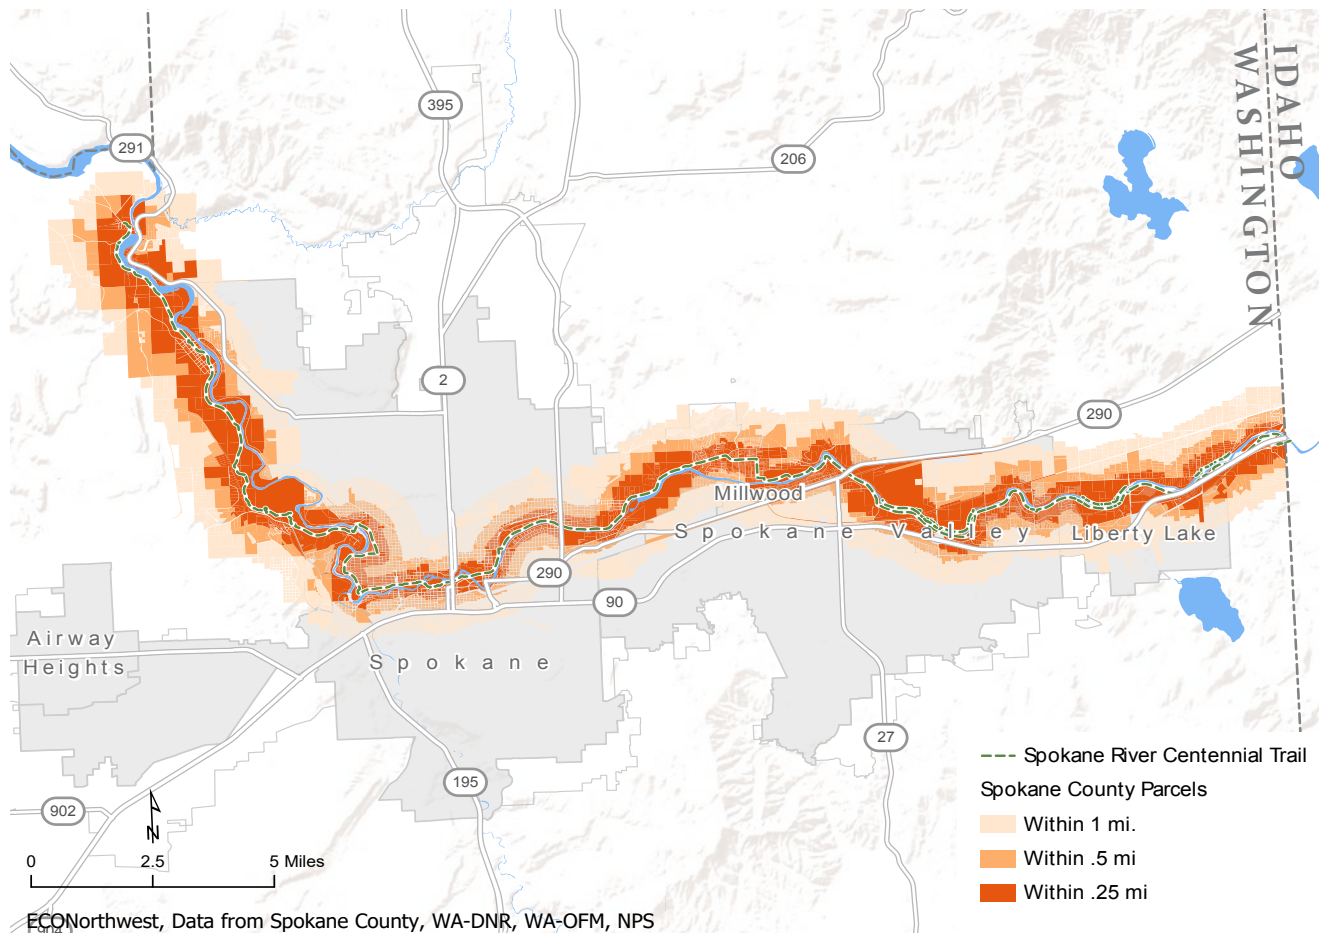 IDAHO
WASHINGTON
395
291
206
2
290
Millwood
Spokane Valley
Liberty Lake
290
90
Airway
Heights
Spokane
27
195
902
N
0 2.5 5 Miles
904
Spokane River Centennial Trail
Spokane County Parcels
Within 1 mi.
Within .5 mi
Within .25 mi
ECONorthwest, Data from Spokane County, WA-DNR, WA-OFM, NPS